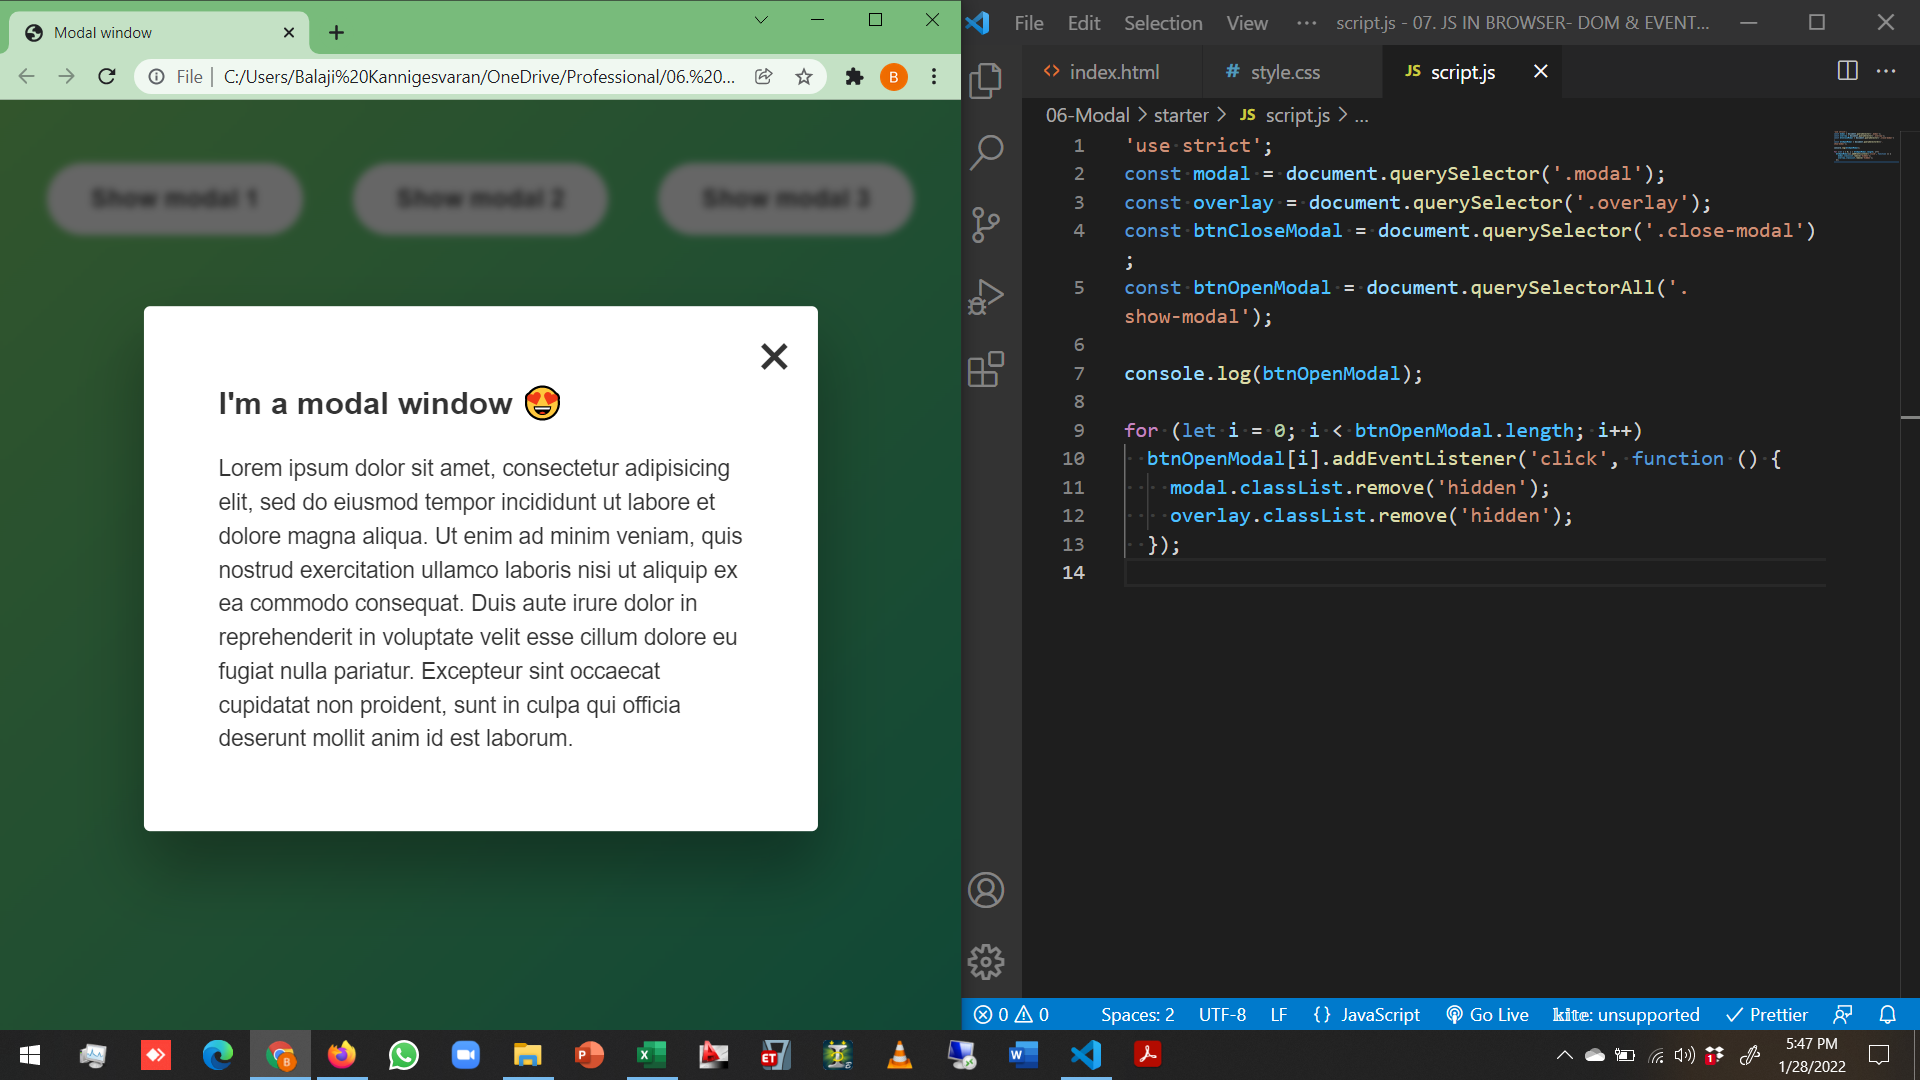 Modal window
File
C:/Users/Balaji%20Kannigesvaran/OneDrive/Professional/06.%20...
B
Show modal 1
Show modal 2
Show modal 3
I'm a modal window 😍
Lorem ipsum dolor sit amet, consectetur adipisicing
elit, sed do eiusmod tempor incididunt ut labore et
dolore magna aliqua. Ut enim ad minim veniam, quis
nostrud exercitation ullamco laboris nisi ut aliquip ex
ea commodo consequat. Duis aute irure dolor in
reprehenderit in voluptate velit esse cillum dolore eu
fugiat nulla pariatur. Excepteur sint occaecat
cupidatat non proident, sunt in culpa qui officia
deserunt mollit anim id est laborum.
File Edit Selection View ··· script.js - 07. JS IN BROWSER- DOM & EVENT...
index.html
# style.css
JS script.js
06-Modal > starter > JS script.js > ...
1 'use strict';
2 const modal = document.querySelector('.modal');
3 const overlay = document.querySelector('.overlay');
4 const btnCloseModal = document.querySelector('.close-modal')
;
5 const btnOpenModal = document.querySelectorAll('.
show-modal');
6
7 console.log(btnOpenModal);
8
9 for (let i = 0; i < btnOpenModal.length; i++)
10 btnOpenModal[i].addEventListener('click', function () {
11 modal.classList.remove('hidden');
12 overlay.classList.remove('hidden');
13 });
14
0 0 Spaces: 2 UTF-8 LF {} JavaScript Go Live kite: unsupported Prettier
5:47 PM
1/28/2022